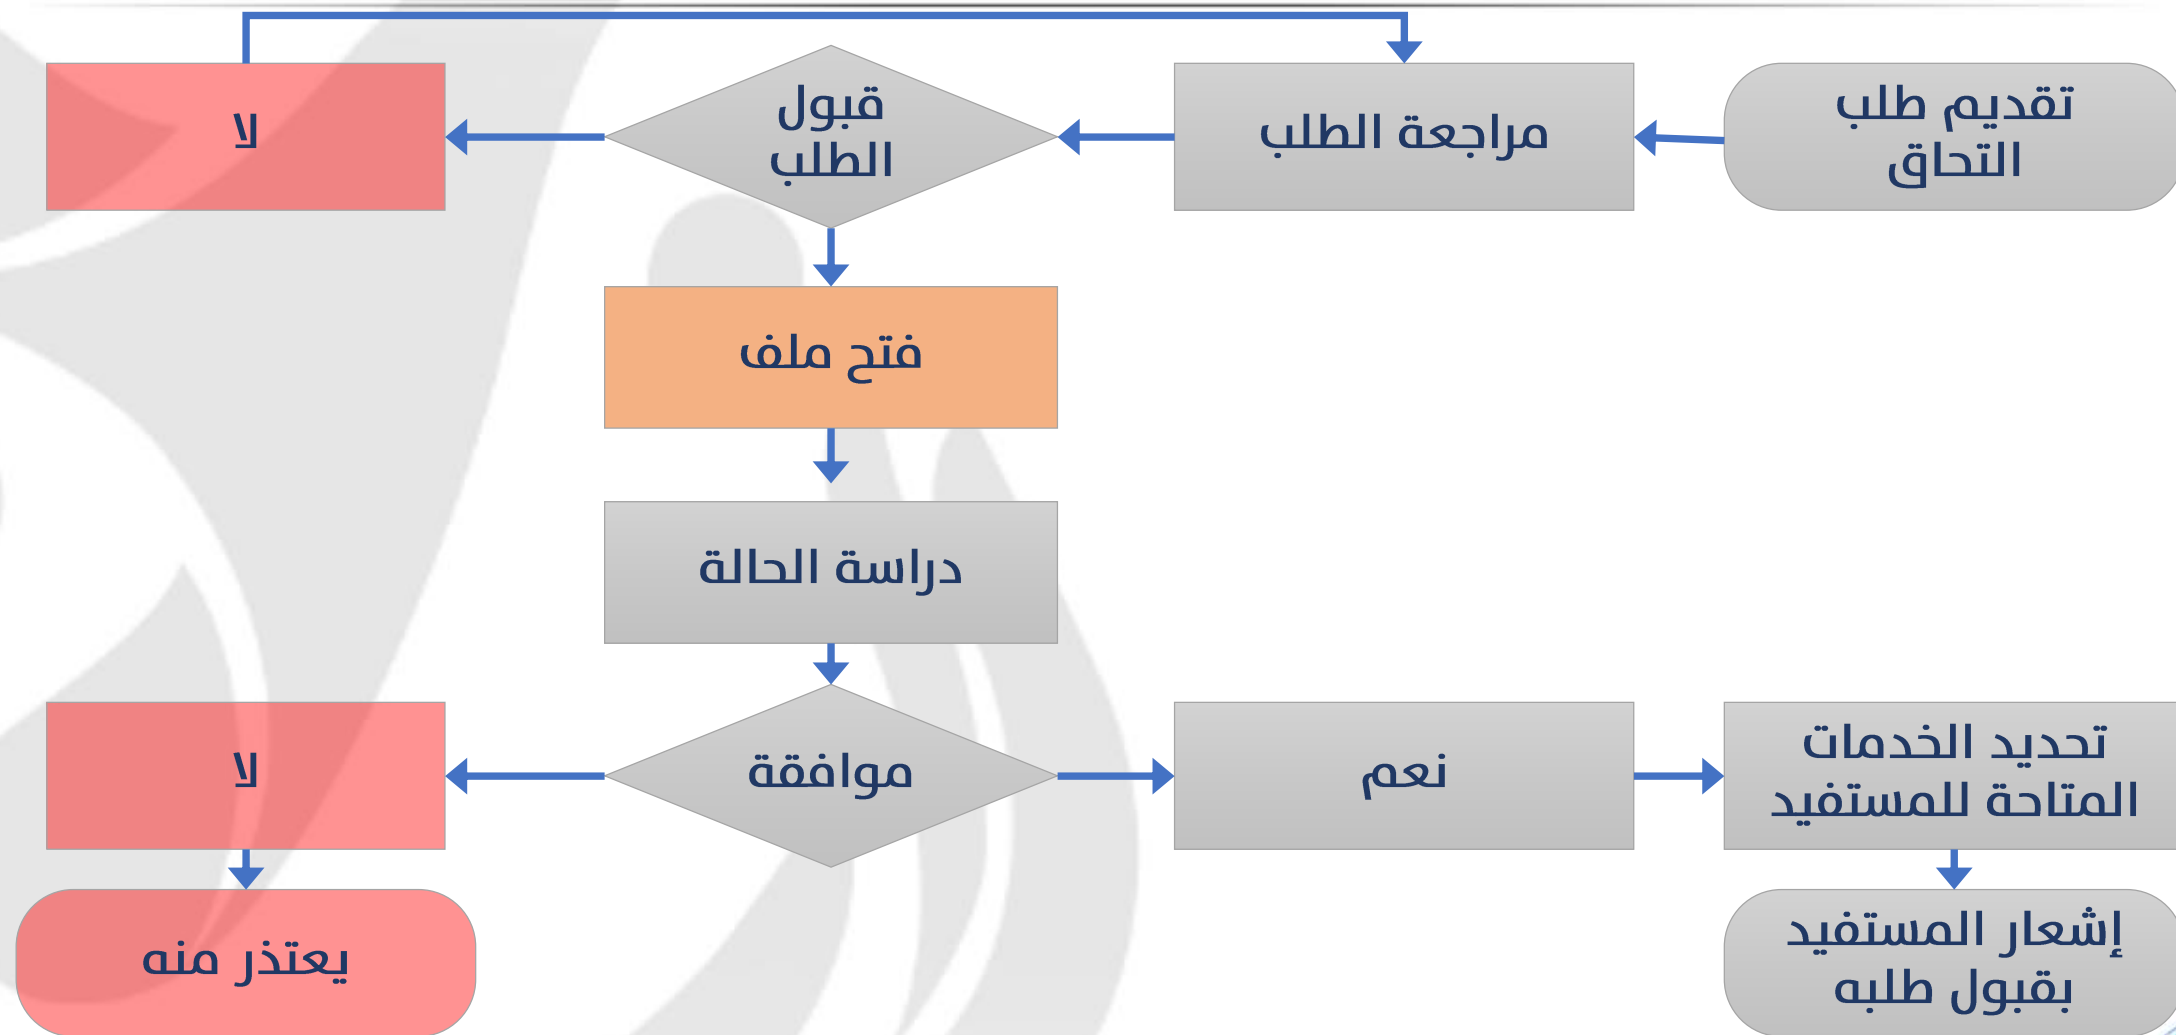 تقديم طلب
التحاق
مراجعة الطلب
قبول
الطلب
لا
فتح ملف
دراسة الحالة
تحديد الخدمات
المتاحة للمستفيد
نعم
موافقة
لا
إشعار المستفيد
بقبول طلبه
يعتذر منه